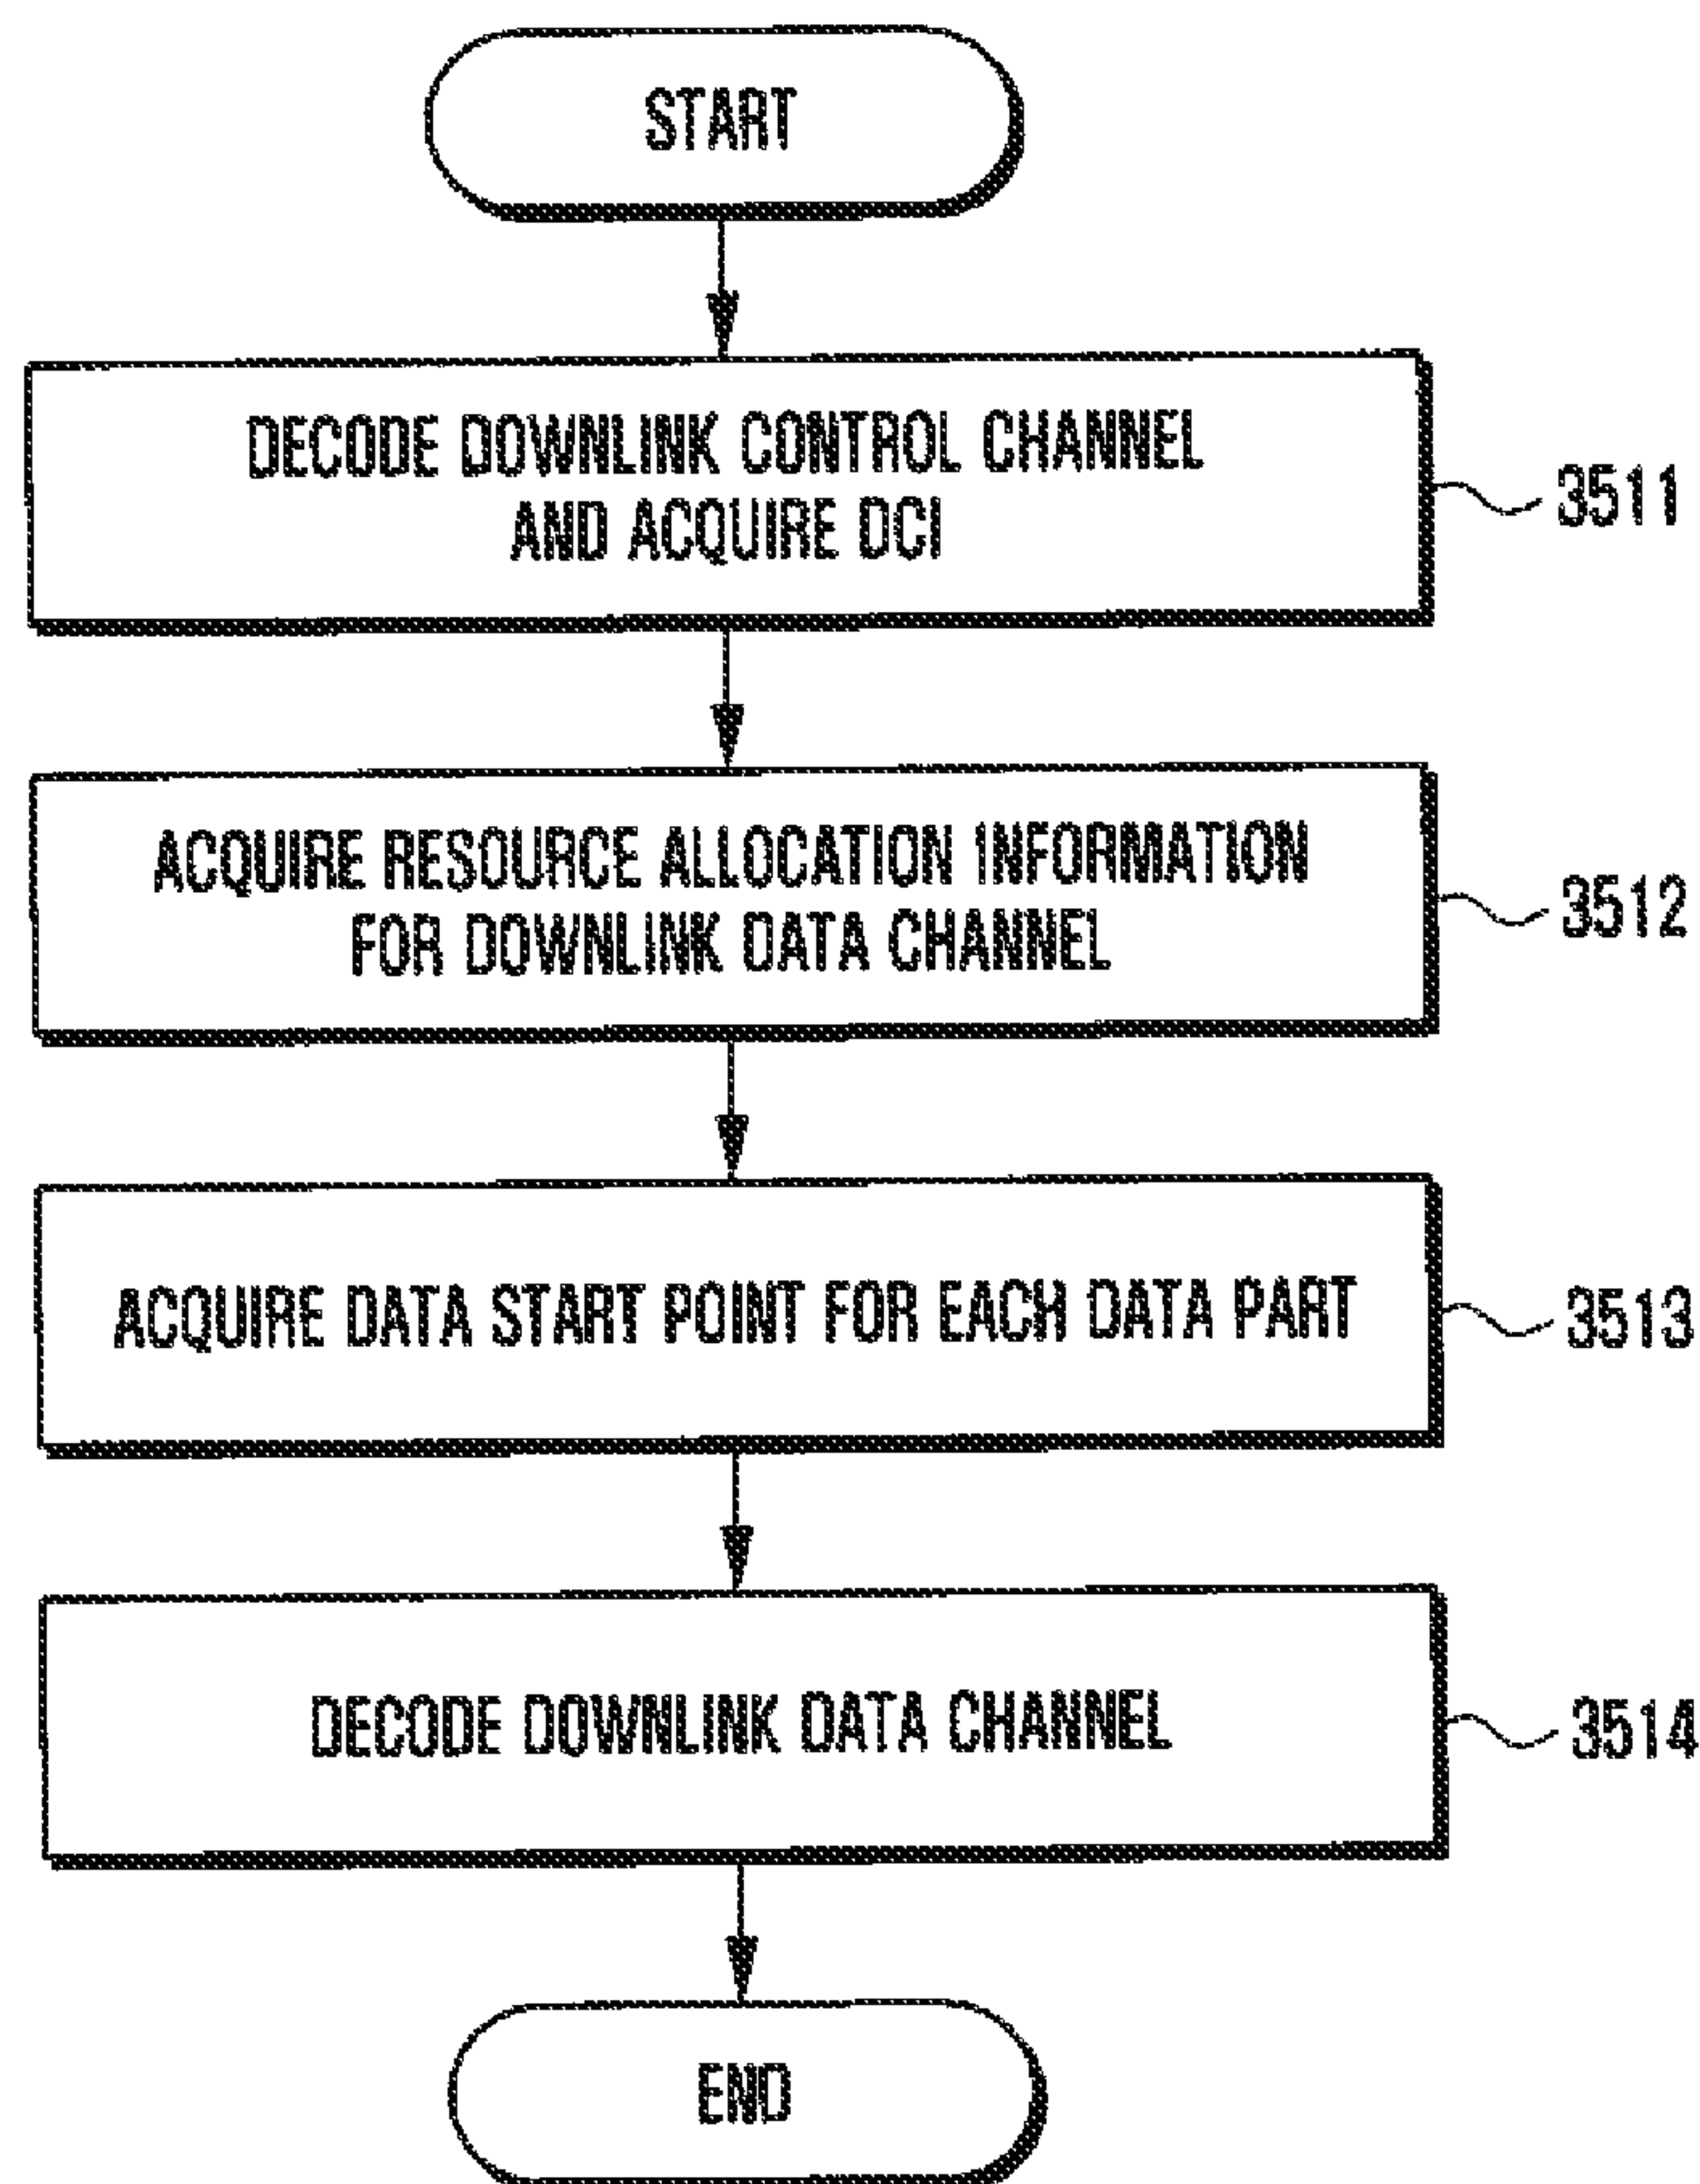 START
DECODE DOWNLINK CONTROL CHANNEL
AND ACQUIRE DCI
3511
ACQUIRE RESOURCE ALLOCATION INFORMATION
FOR DOWNLINK DATA CHANNEL
3512
ACQUIRE DATA START POINT FOR EACH DATA PART
3513
DECODE DOWNLINK DATA CHANNEL
3514
END